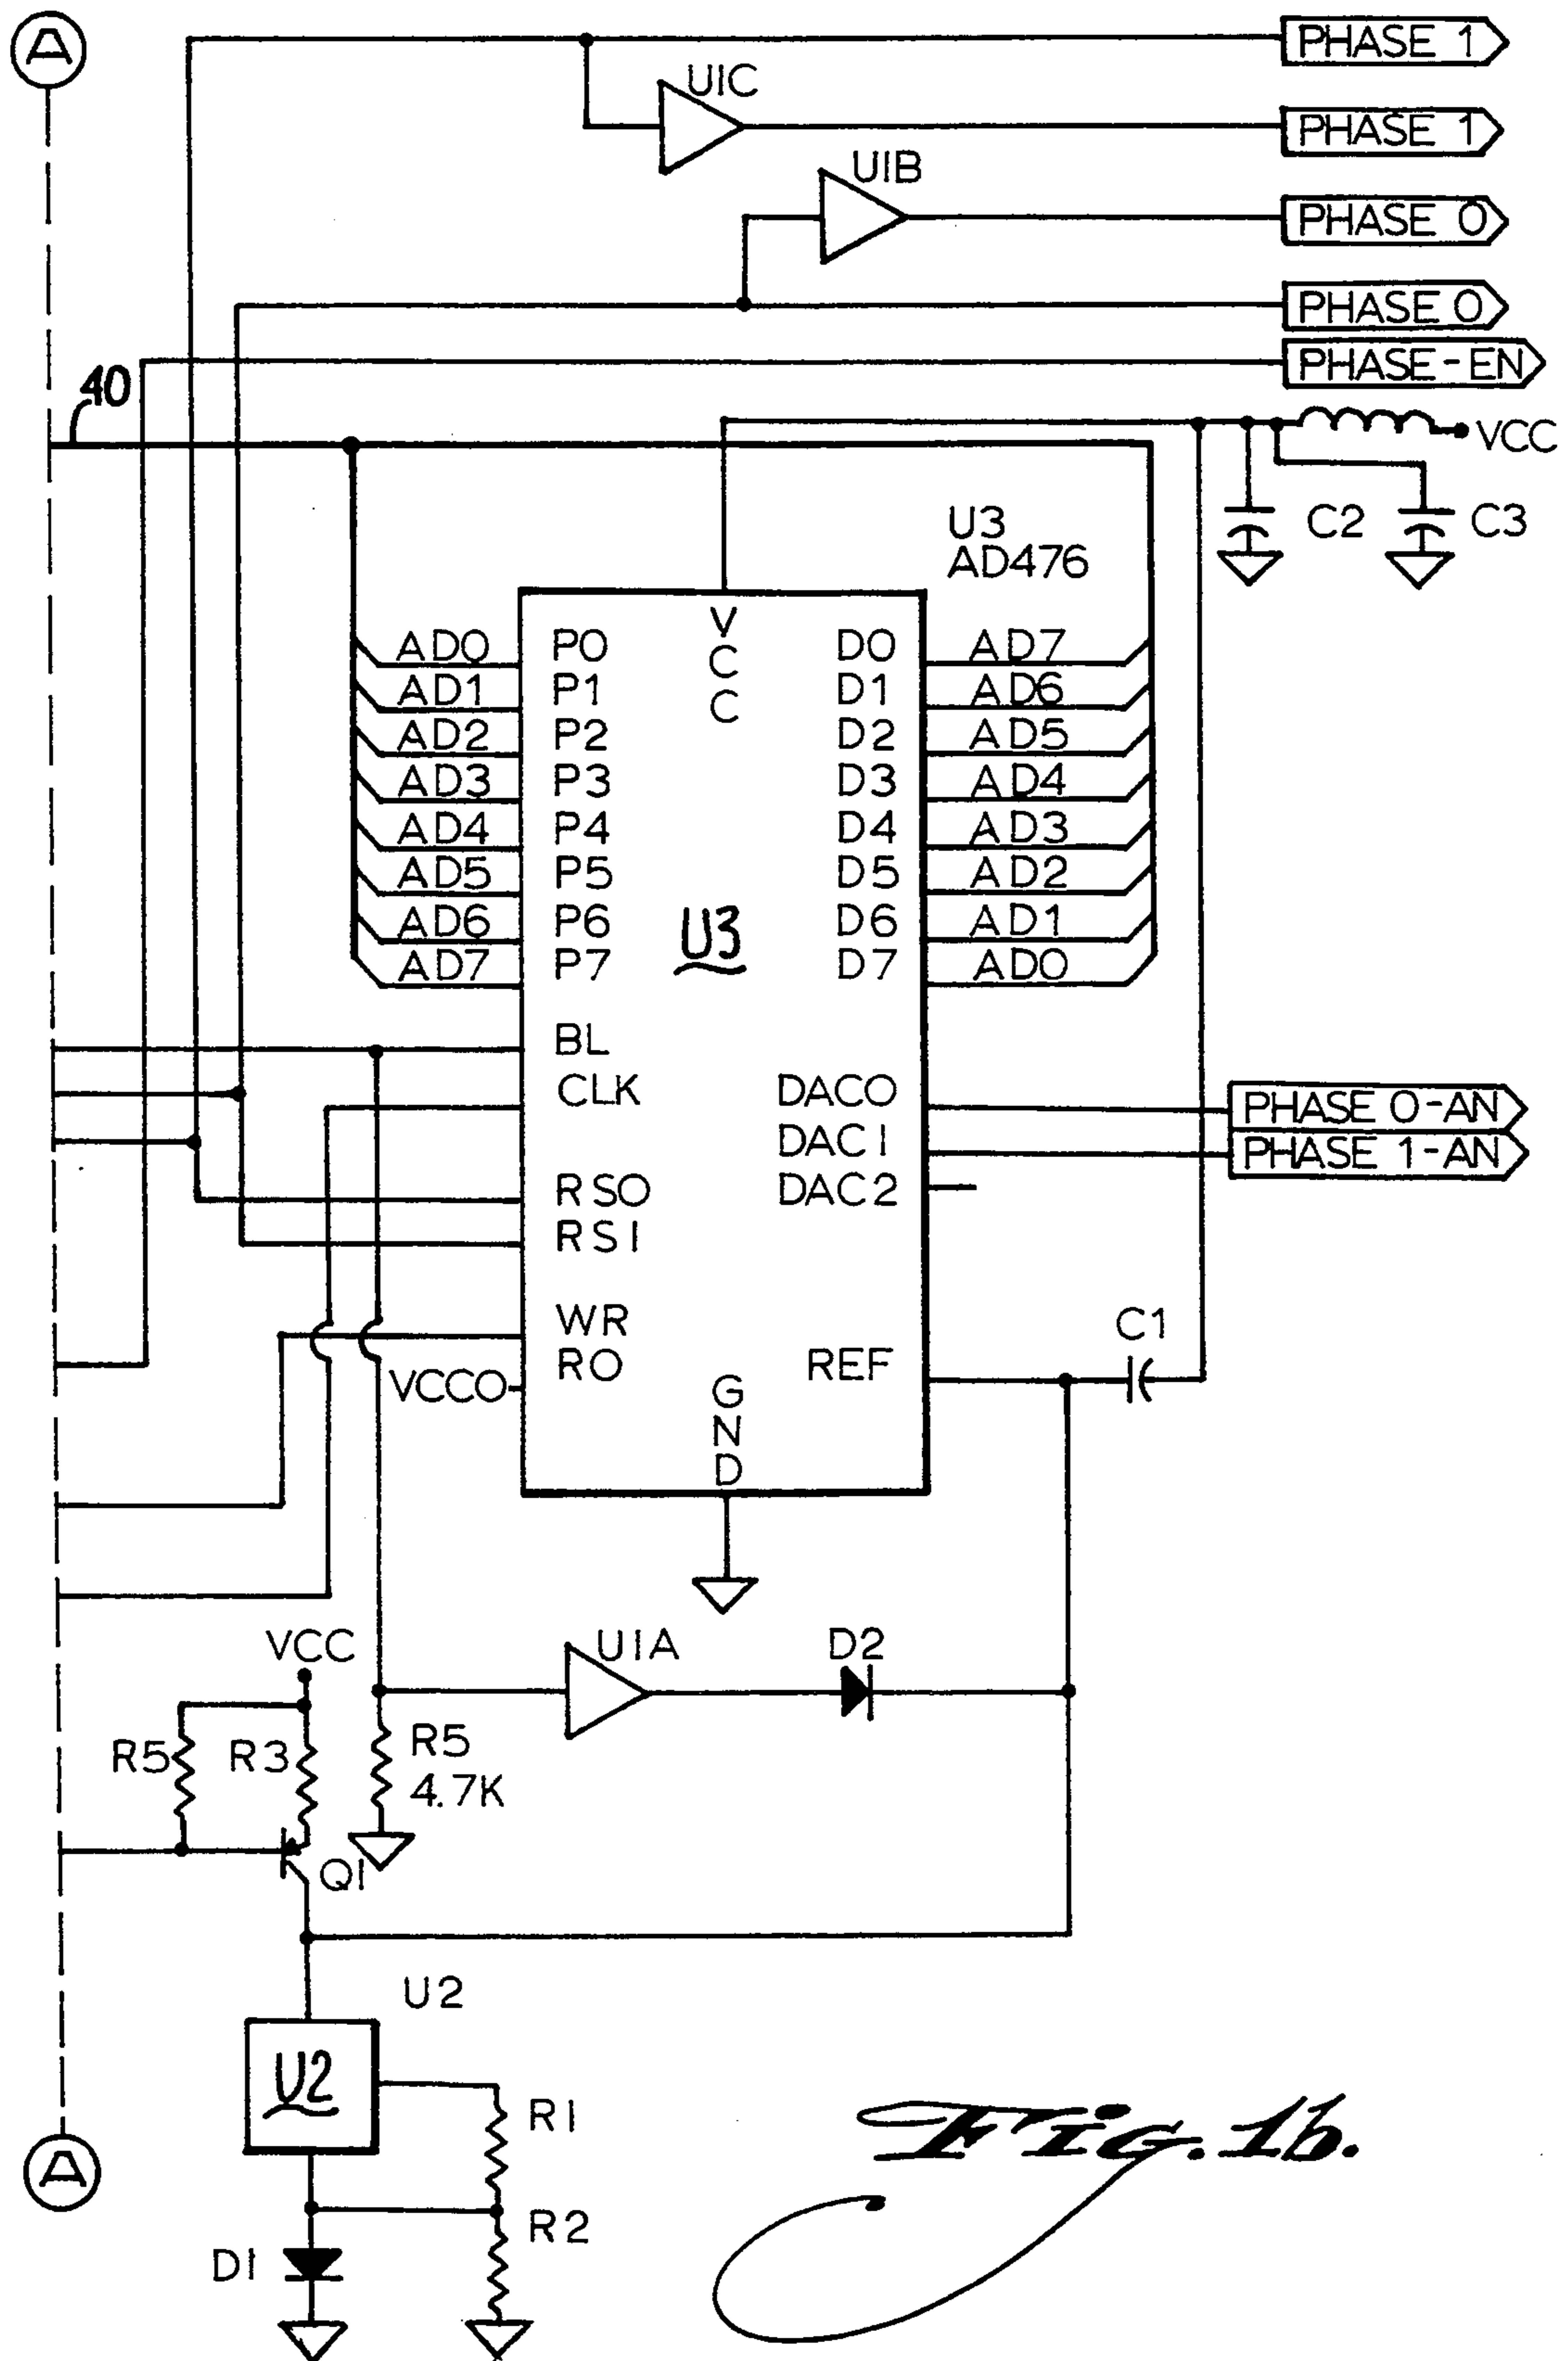 A
PHASE 1
U1C
PHASE 1
U1B
PHASE 0
PHASE 0
PHASE-EN
40
VCC
C2
C3
U3
AD476
VCC
AD0 P0 D0 AD7
AD1 P1 D1 AD6
AD2 P2 D2 AD5
AD3 P3 D3 AD4
AD4 P4 D4 AD3
AD5 P5 D5 AD2
AD6 P6 D6 AD1
AD7 P7 D7 AD0
U3
BL
CLK
DAC0
PHASE 0-AN
DAC1
PHASE 1-AN
DAC2
RS0
RS1
WR
C1
VCCO
RO
REF
GND
VCC
U1A
D2
R5
R3
R5
4.7K
Q1
U2
U2
R1
A
R2
D1
Fig. 1b.